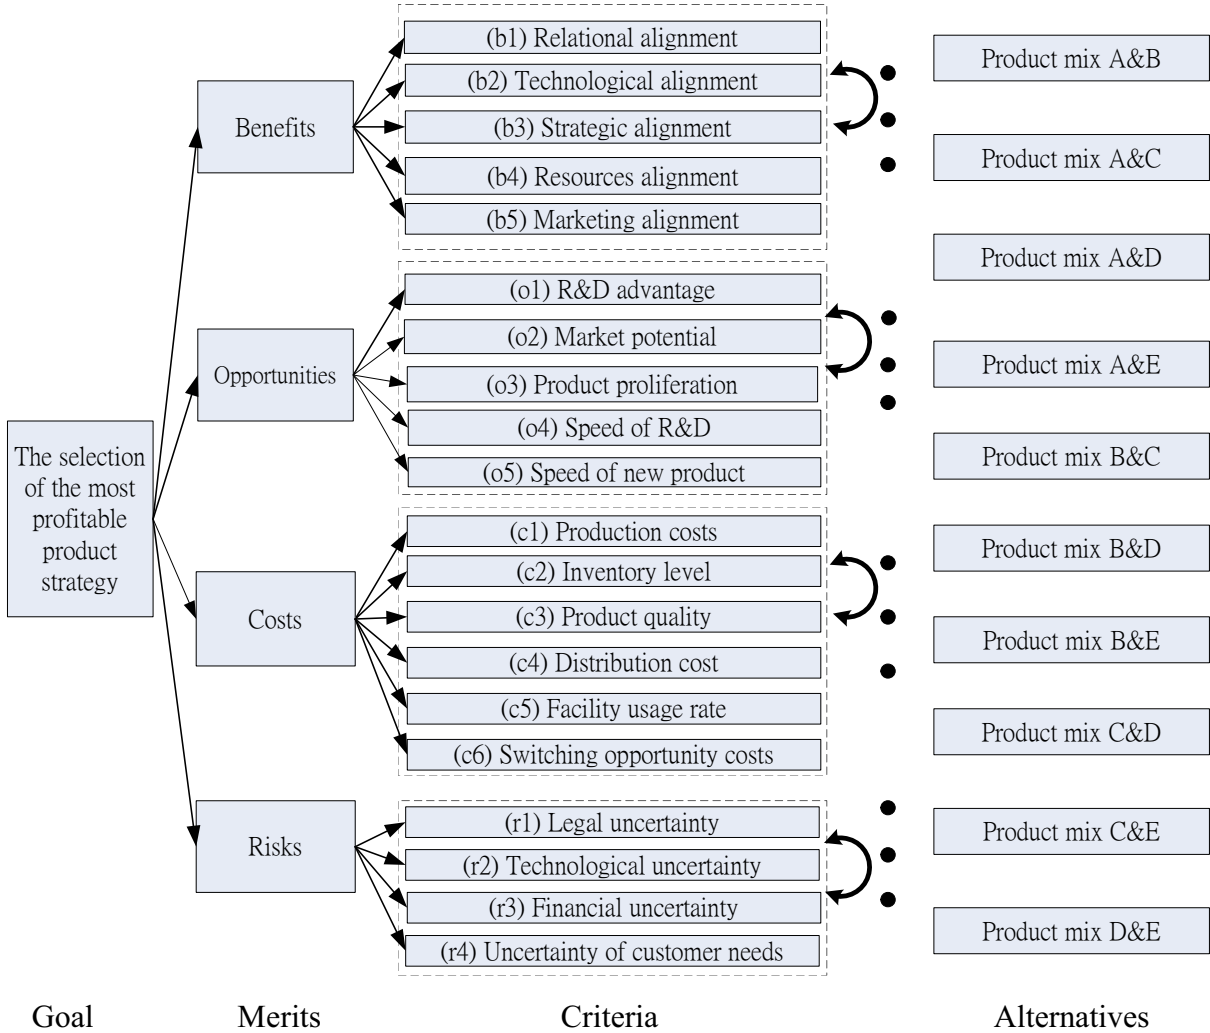 The selection
of the most
profitable
product
strategy
Benefits
Opportunities
Costs
Risks
(b1) Relational alignment
(b2) Technological alignment
(b3) Strategic alignment
(b4) Resources alignment
(b5) Marketing alignment
(o1) R&D advantage
(o2) Market potential
(o3) Product proliferation
(o4) Speed of R&D
(o5) Speed of new product
(c1) Production costs
(c2) Inventory level
(c3) Product quality
(c4) Distribution cost
(c5) Facility usage rate
(c6) Switching opportunity costs
(r1) Legal uncertainty
(r2) Technological uncertainty
(r3) Financial uncertainty
(r4) Uncertainty of customer needs
Product mix A&B
Product mix A&C
Product mix A&D
Product mix A&E
Product mix B&C
Product mix B&D
Product mix B&E
Product mix C&D
Product mix C&E
Product mix D&E
Goal
Merits
Criteria
Alternatives